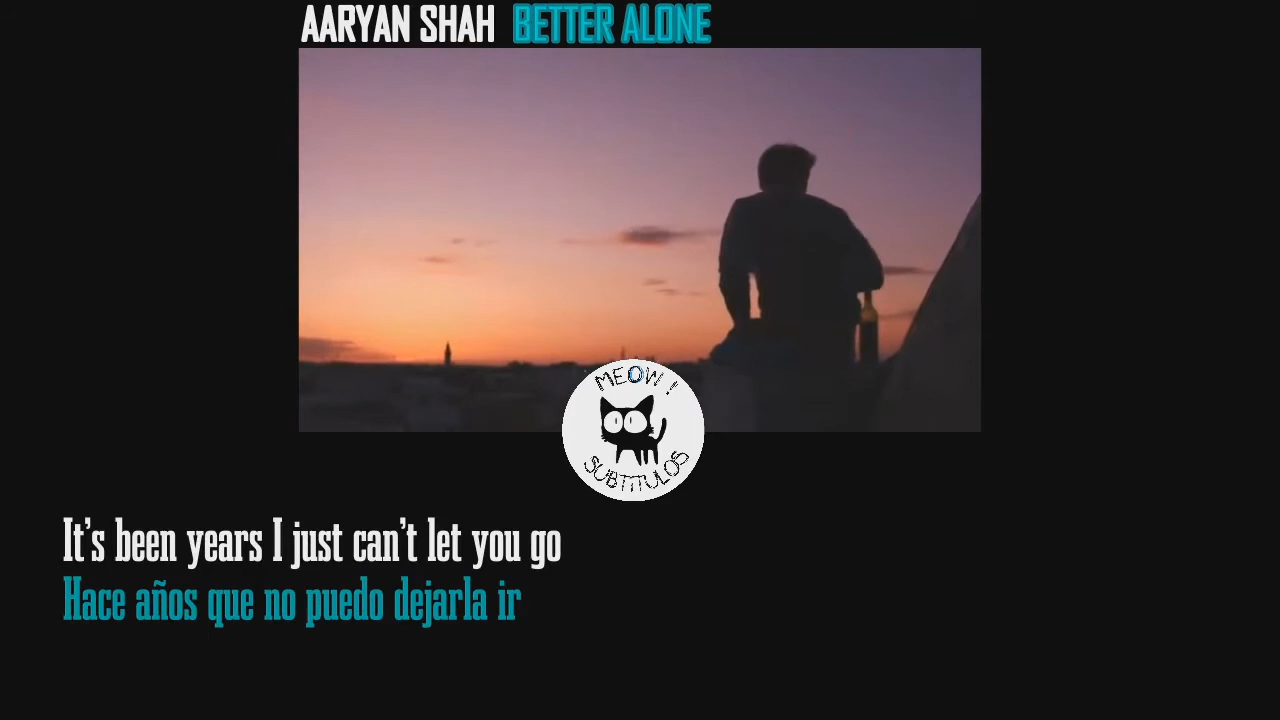 AARYAN SHAH BETTER ALONE
MEOW !
SUBTITULOS
It's been years I just can't let you go
Hace años que no puedo dejarla ir